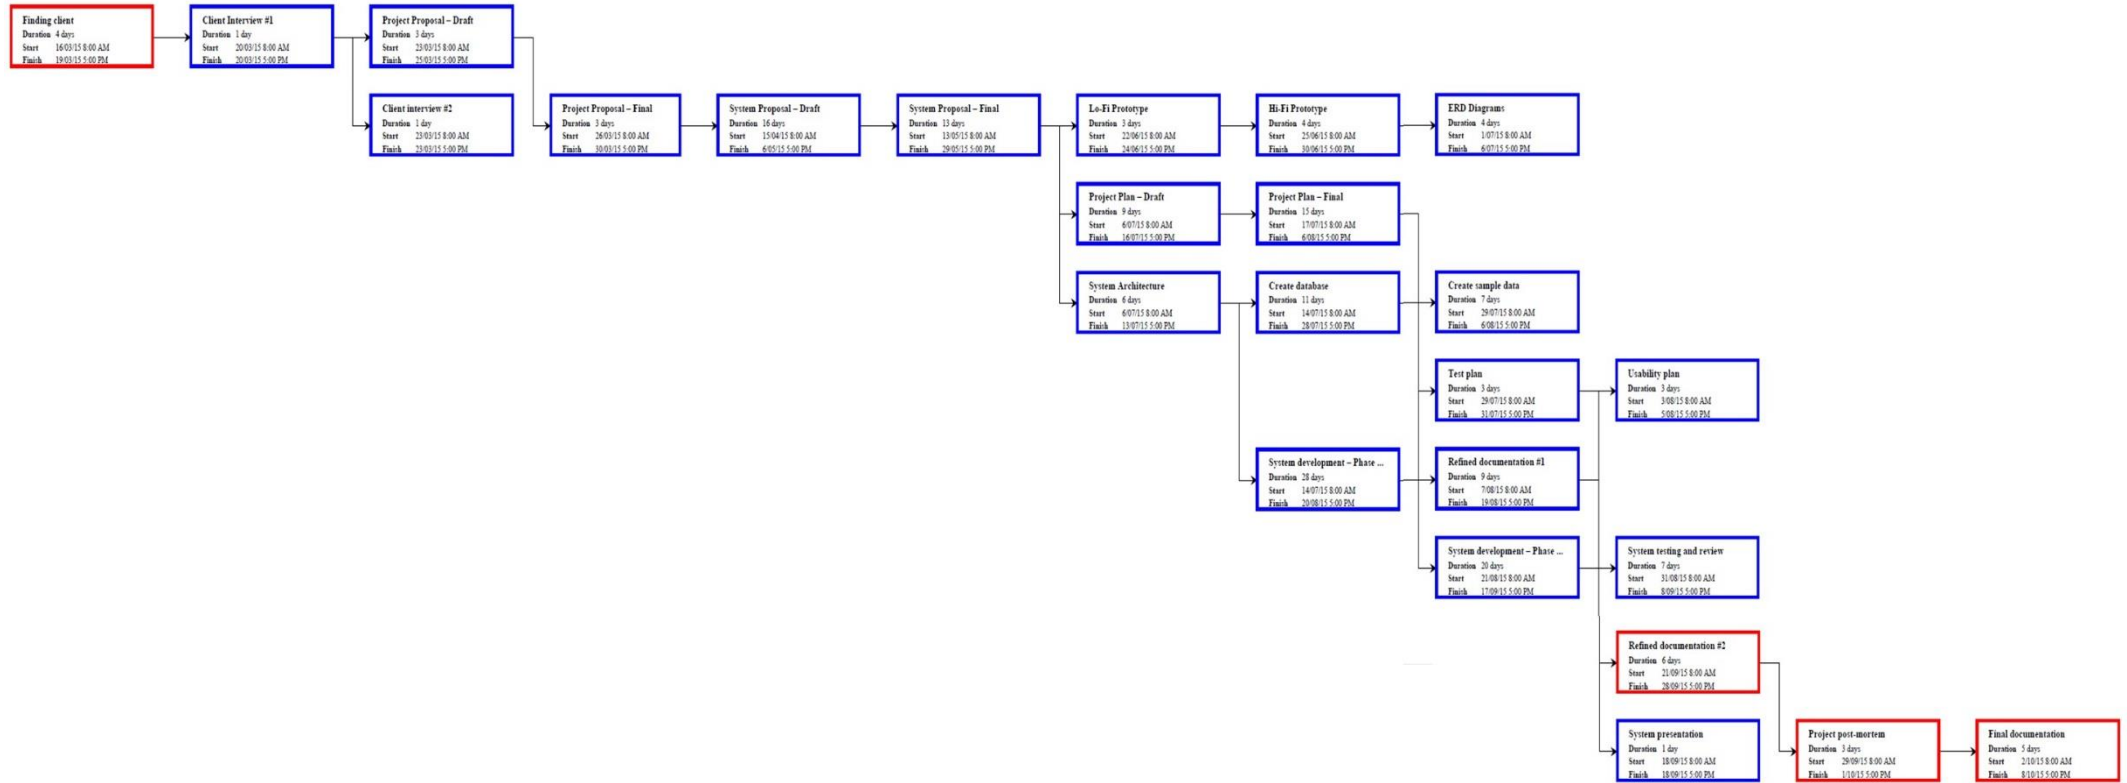 Finding client
Duration 4 days
Start 16/03/15 8:00 AM
Finish 19/03/15 5:00 PM
Client Interview #1
Duration 1 day
Start 20/03/15 8:00 AM
Finish 20/03/15 5:00 PM
Project Proposal – Draft
Duration 3 days
Start 23/03/15 8:00 AM
Finish 25/03/15 5:00 PM
Client interview #2
Duration 1 day
Start 23/03/15 8:00 AM
Finish 23/03/15 5:00 PM
Project Proposal – Final
Duration 3 days
Start 26/03/15 8:00 AM
Finish 30/03/15 5:00 PM
System Proposal – Draft
Duration 16 days
Start 15/04/15 8:00 AM
Finish 6/05/15 5:00 PM
System Proposal – Final
Duration 13 days
Start 13/05/15 8:00 AM
Finish 29/05/15 5:00 PM
Lo-Fi Prototype
Duration 3 days
Start 22/06/15 8:00 AM
Finish 24/06/15 5:00 PM
Hi-Fi Prototype
Duration 4 days
Start 25/06/15 8:00 AM
Finish 30/06/15 5:00 PM
ERD Diagrams
Duration 4 days
Start 1/07/15 8:00 AM
Finish 6/07/15 5:00 PM
Project Plan – Draft
Duration 9 days
Start 6/07/15 8:00 AM
Finish 16/07/15 5:00 PM
Project Plan – Final
Duration 15 days
Start 17/07/15 8:00 AM
Finish 6/08/15 5:00 PM
System Architecture
Duration 6 days
Start 6/07/15 8:00 AM
Finish 13/07/15 5:00 PM
Create database
Duration 11 days
Start 14/07/15 8:00 AM
Finish 28/07/15 5:00 PM
Create sample data
Duration 7 days
Start 29/07/15 8:00 AM
Finish 6/08/15 5:00 PM
Test plan
Duration 3 days
Start 29/07/15 8:00 AM
Finish 31/07/15 5:00 PM
Usability plan
Duration 3 days
Start 3/08/15 8:00 AM
Finish 5/08/15 5:00 PM
System development – Phase ...
Duration 28 days
Start 14/07/15 8:00 AM
Finish 20/08/15 5:00 PM
Refined documentation #1
Duration 9 days
Start 7/08/15 8:00 AM
Finish 19/08/15 5:00 PM
System development – Phase ...
Duration 20 days
Start 21/08/15 8:00 AM
Finish 17/09/15 5:00 PM
System testing and review
Duration 7 days
Start 31/08/15 8:00 AM
Finish 8/09/15 5:00 PM
Refined documentation #2
Duration 6 days
Start 21/09/15 8:00 AM
Finish 28/09/15 5:00 PM
System presentation
Duration 1 day
Start 18/09/15 8:00 AM
Finish 18/09/15 5:00 PM
Project post-mortem
Duration 3 days
Start 29/09/15 8:00 AM
Finish 1/10/15 5:00 PM
Final documentation
Duration 5 days
Start 2/10/15 8:00 AM
Finish 8/10/15 5:00 PM